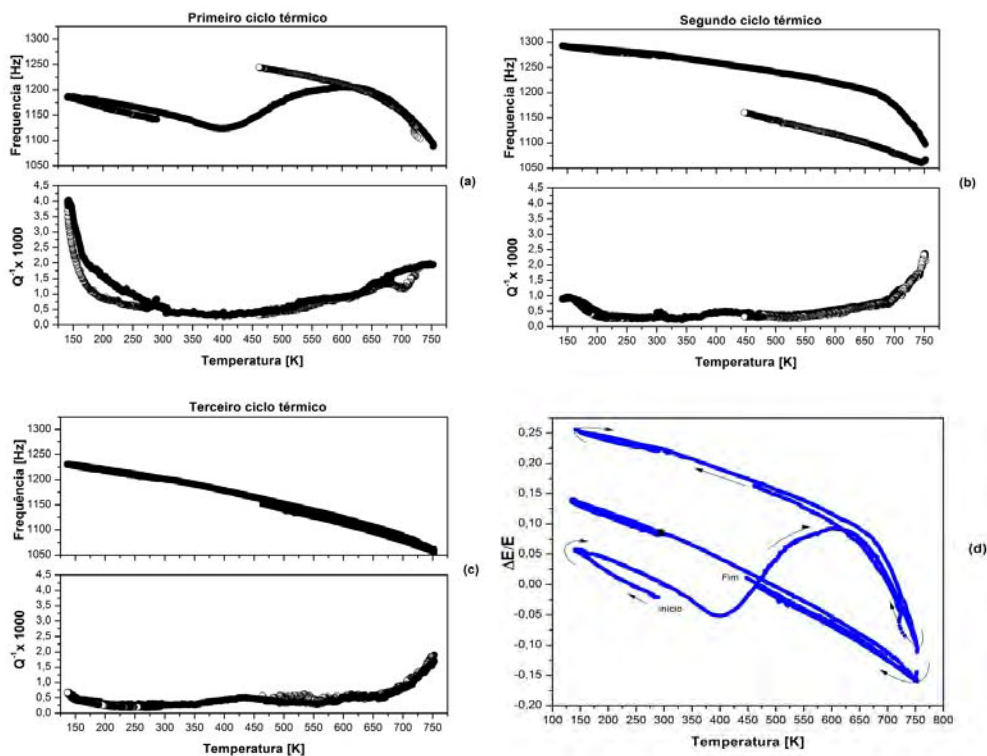 Primeiro ciclo térmico
1300
1250
1200
1150
1100
1050
Frequencia [Hz]
(a)
4,5
4,0
3,5
3,0
2,5
2,0
1,5
1,0
0,5
0,0
Q⁻¹x 1000
150 200 250 300 350 400 450 500 550 600 650 700 750
Temperatura [K]
Segundo ciclo térmico
1300
1250
1200
1150
1100
1050
Frequencia [Hz]
(b)
4,5
4,0
3,5
3,0
2,5
2,0
1,5
1,0
0,5
0,0
Q⁻¹ x 1000
150 200 250 300 350 400 450 500 550 600 650 700 750
Temperatura [K]
Terceiro ciclo térmico
1300
1250
1200
1150
1100
1050
Frequência [Hz]
(c)
4,5
4,0
3,5
3,0
2,5
2,0
1,5
1,0
0,5
0,0
Q⁻¹ x 1000
150 200 250 300 350 400 450 500 550 600 650 700 750
Temperatura [K]
0,25
0,20
0,15
0,10
0,05
0,00
-0,05
-0,10
-0,15
-0,20
ΔE/E
(d)
Fim
inicio
100 150 200 250 300 350 400 450 500 550 600 650 700 750 800
Temperatura [K]